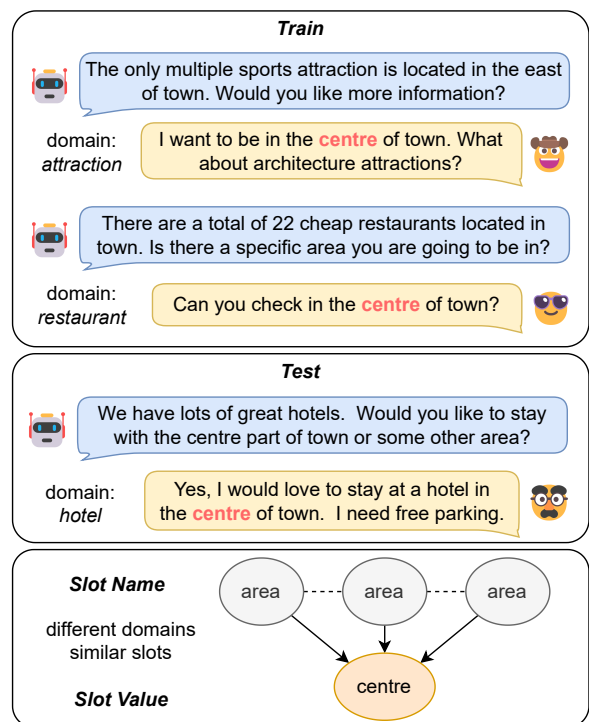 Train
The only multiple sports attraction is located in the east
of town. Would you like more information?
domain:
attraction
I want to be in the centre of town. What
about architecture attractions?
There are a total of 22 cheap restaurants located in
town. Is there a specific area you are going to be in?
domain:
restaurant
Can you check in the centre of town?
Test
We have lots of great hotels. Would you like to stay
with the centre part of town or some other area?
domain:
hotel
Yes, I would love to stay at a hotel in
the centre of town. I need free parking.
Slot Name
area
area
area
different domains
similar slots
Slot Value
centre